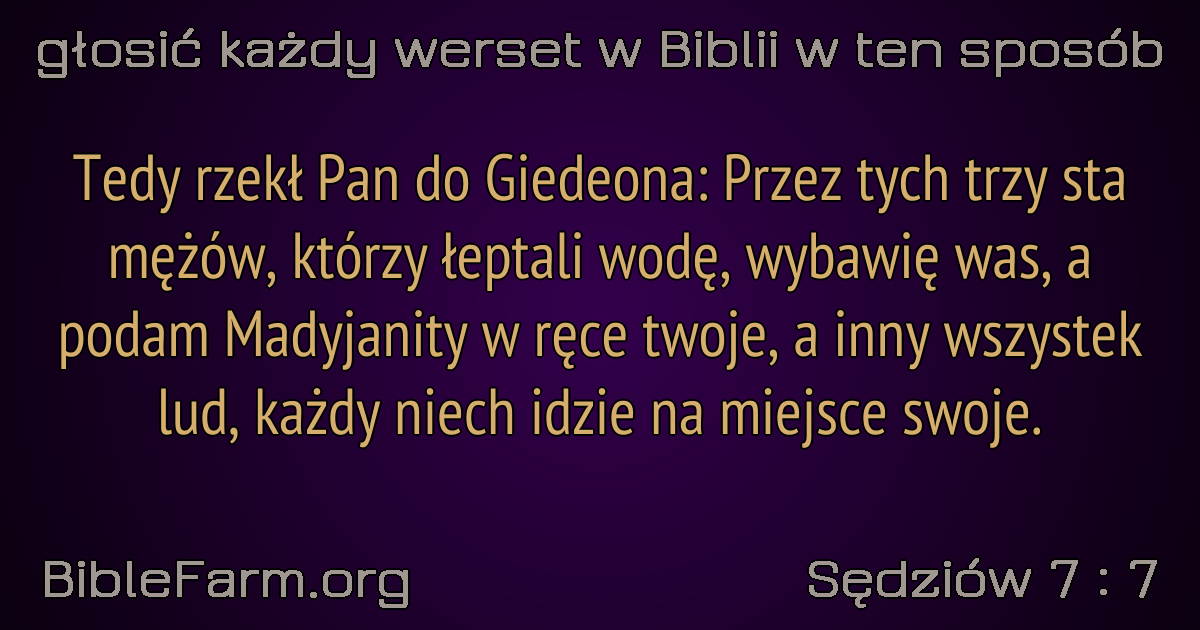 głosić każdy werset w Biblii w ten sposób
Tedy rzekł Pan do Giedeona: Przez tych trzy sta
mężów, którzy łeptali wodę, wybawię was, a
podam Madyjanity w ręce twoje, a inny wszystek
lud, każdy niech idzie na miejsce swoje.
BibleFarm.org
Sędziów 7 : 7